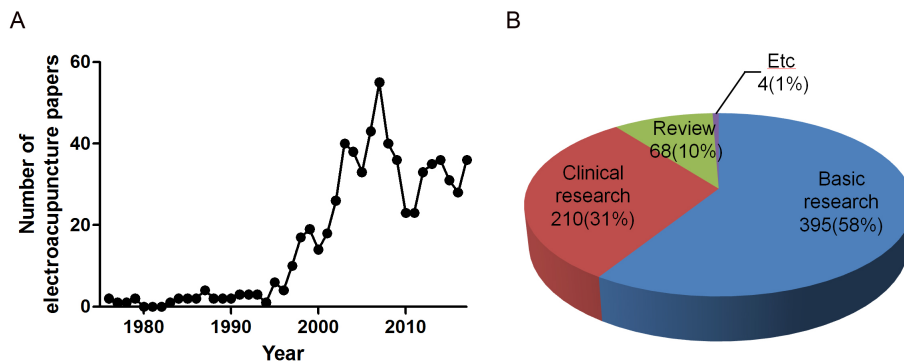 A
Number of
electroacupuncture papers
60
40
20
0
1980
1990
2000
2010
Year
B
Etc
4(1%)
Review
68(10%)
Clinical
research
210(31%)
Basic
research
395(58%)